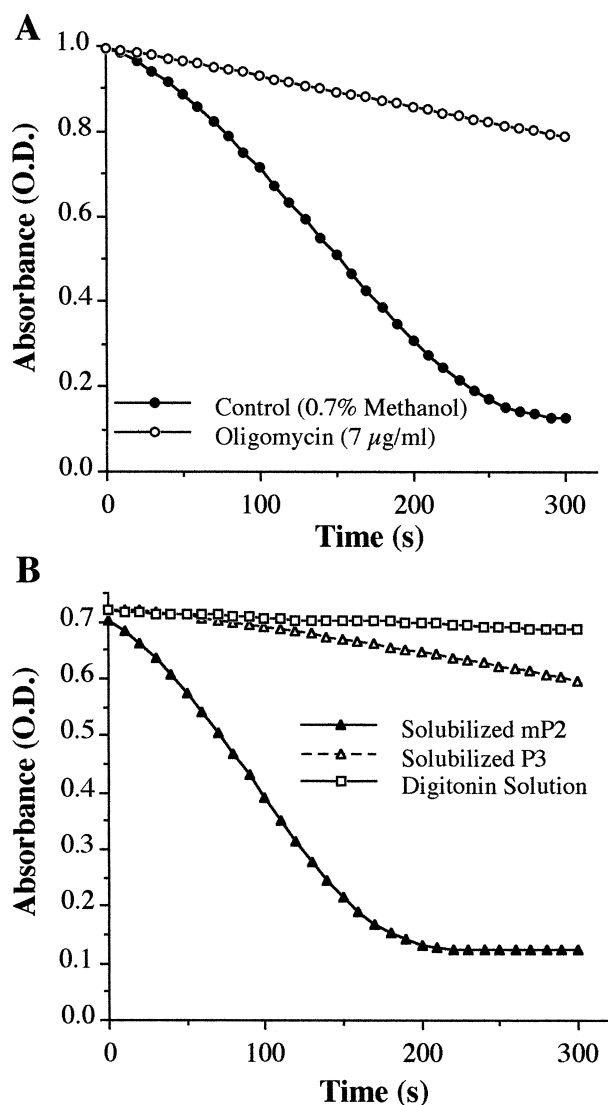 A
Absorbance (O.D.)
1.0
0.8
0.6
0.4
0.2
0.0
Control (0.7% Methanol)
Oligomycin (7 µg/ml)
0
100
200
300
Time (s)
B
Absorbance (O.D.)
0.7
0.6
0.5
0.4
0.3
0.2
0.1
0.0
Solubilized mP2
Solubilized P3
Digitonin Solution
0
100
200
300
Time (s)